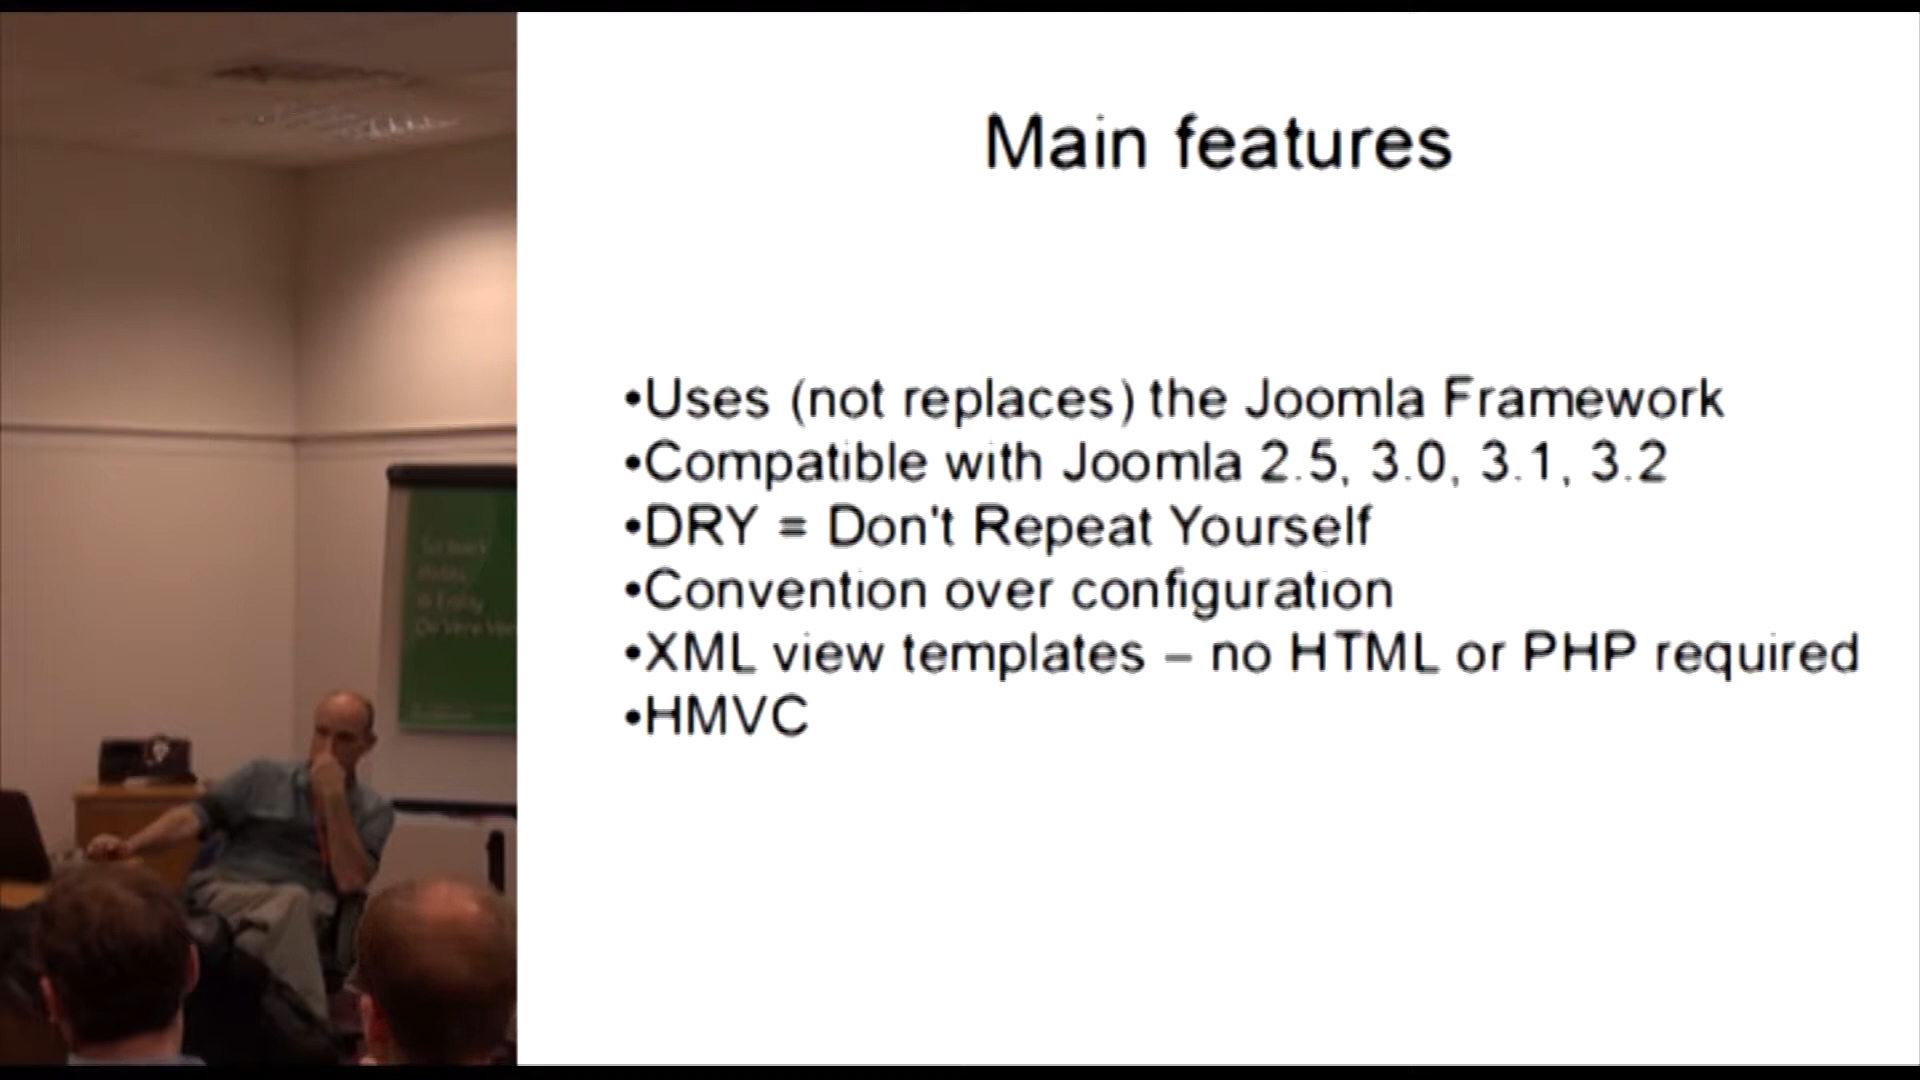 Main features
•Uses (not replaces) the Joomla Framework
•Compatible with Joomla 2.5, 3.0, 3.1, 3.2
•DRY = Don't Repeat Yourself
•Convention over configuration
•XML view templates – no HTML or PHP required
•HMVC